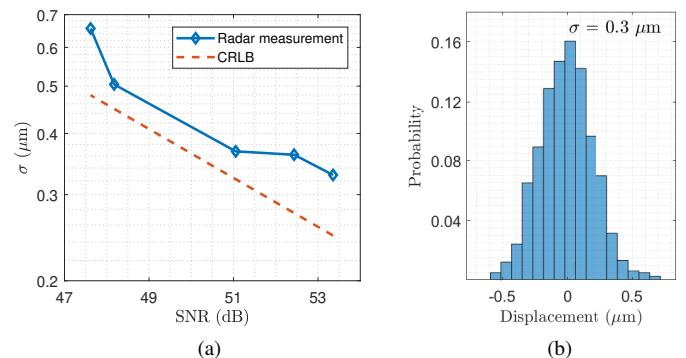 0.7
0.6
0.5
0.4
0.3
0.2
σ (μm)
Radar measurement
CRLB
47
49
51
53
SNR (dB)
(a)
σ = 0.3 μm
0.16
0.12
0.08
0.04
Probability
-0.5
0
0.5
Displacement (μm)
(b)